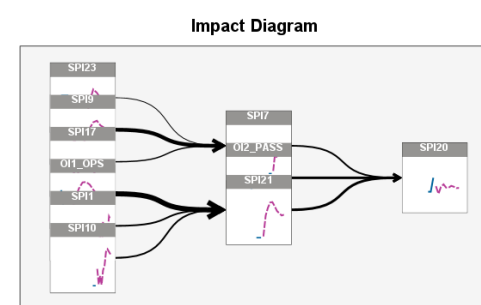 Impact Diagram
SPI23
SPI9
SPI17
OI1_OPS
SPI1
SPI10
SPI7
OI2_PASS
SPI21
SPI20